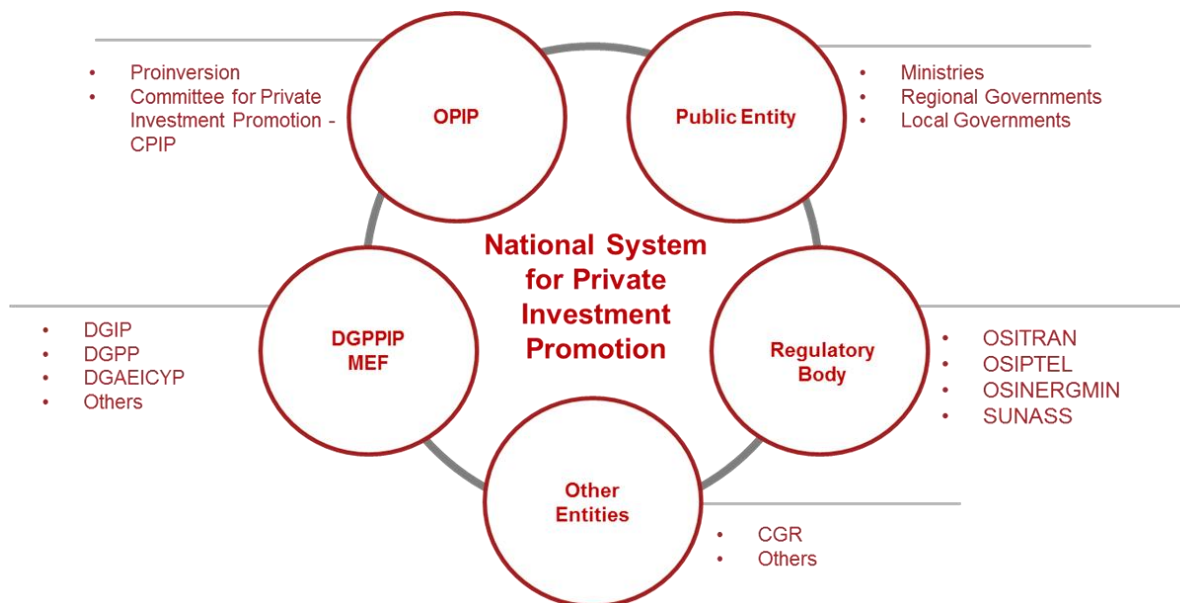 • Proinversion
• Committee for Private
Investment Promotion -
CPIP
OPIP
Public Entity
• Ministries
• Regional Governments
• Local Governments
National System
for Private
Investment
Promotion
• DGIP
• DGPP
• DGAEICYP
• Others
DGPPIP
MEF
Regulatory
Body
• OSITRAN
• OSIPTEL
• OSINERGMIN
• SUNASS
Other
Entities
• CGR
• Others